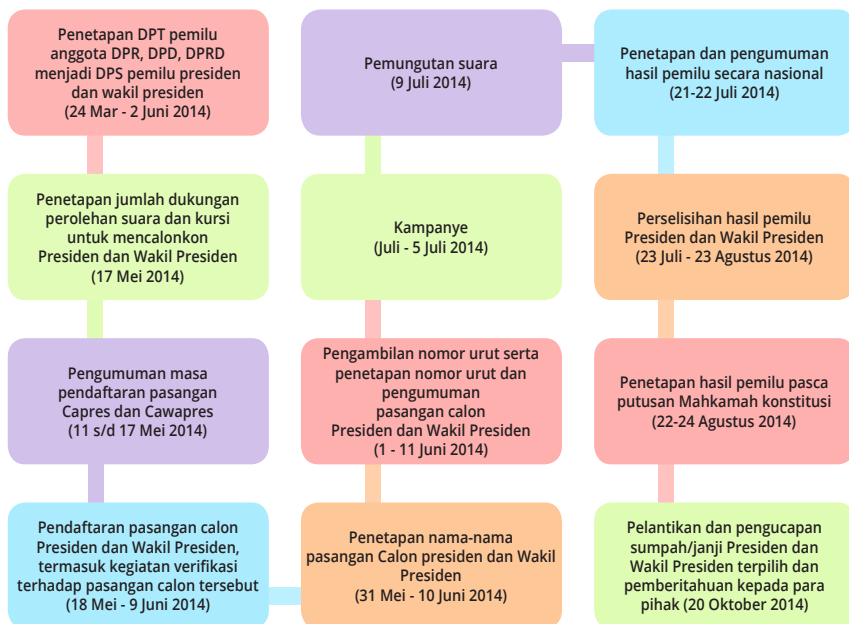 Penetapan DPT pemilu
anggota DPR, DPD, DPRD
menjadi DPS pemilu presiden
dan wakil presiden
(24 Mar - 2 Juni 2014)
Penetapan jumlah dukungan
perolehan suara dan kursi
untuk mencalonkon
Presiden dan Wakil Presiden
(17 Mei 2014)
Pengumuman masa
pendaftaran pasangan
Capres dan Cawapres
(11 s/d 17 Mei 2014)
Pendaftaran pasangan calon
Presiden dan Wakil Presiden,
termasuk kegiatan verifikasi
terhadap pasangan calon tersebut
(18 Mei - 9 Juni 2014)
Penetapan nama-nama
pasangan Calon presiden dan Wakil
Presiden
(31 Mei - 10 Juni 2014)
Pengambilan nomor urut serta
penetapan nomor urut dan
pengumuman
pasangan calon
Presiden dan Wakil Presiden
(1 - 11 Juni 2014)
Kampanye
(Juli - 5 Juli 2014)
Pemungutan suara
(9 Juli 2014)
Penetapan dan pengumuman
hasil pemilu secara nasional
(21-22 Juli 2014)
Perselisihan hasil pemilu
Presiden dan Wakil Presiden
(23 Juli - 23 Agustus 2014)
Penetapan hasil pemilu pasca
putusan Mahkamah konstitusi
(22-24 Agustus 2014)
Pelantikan dan pengucapan
sumpah/janji Presiden dan
Wakil Presiden terpilih dan
pemberitahuan kepada para
pihak (20 Oktober 2014)